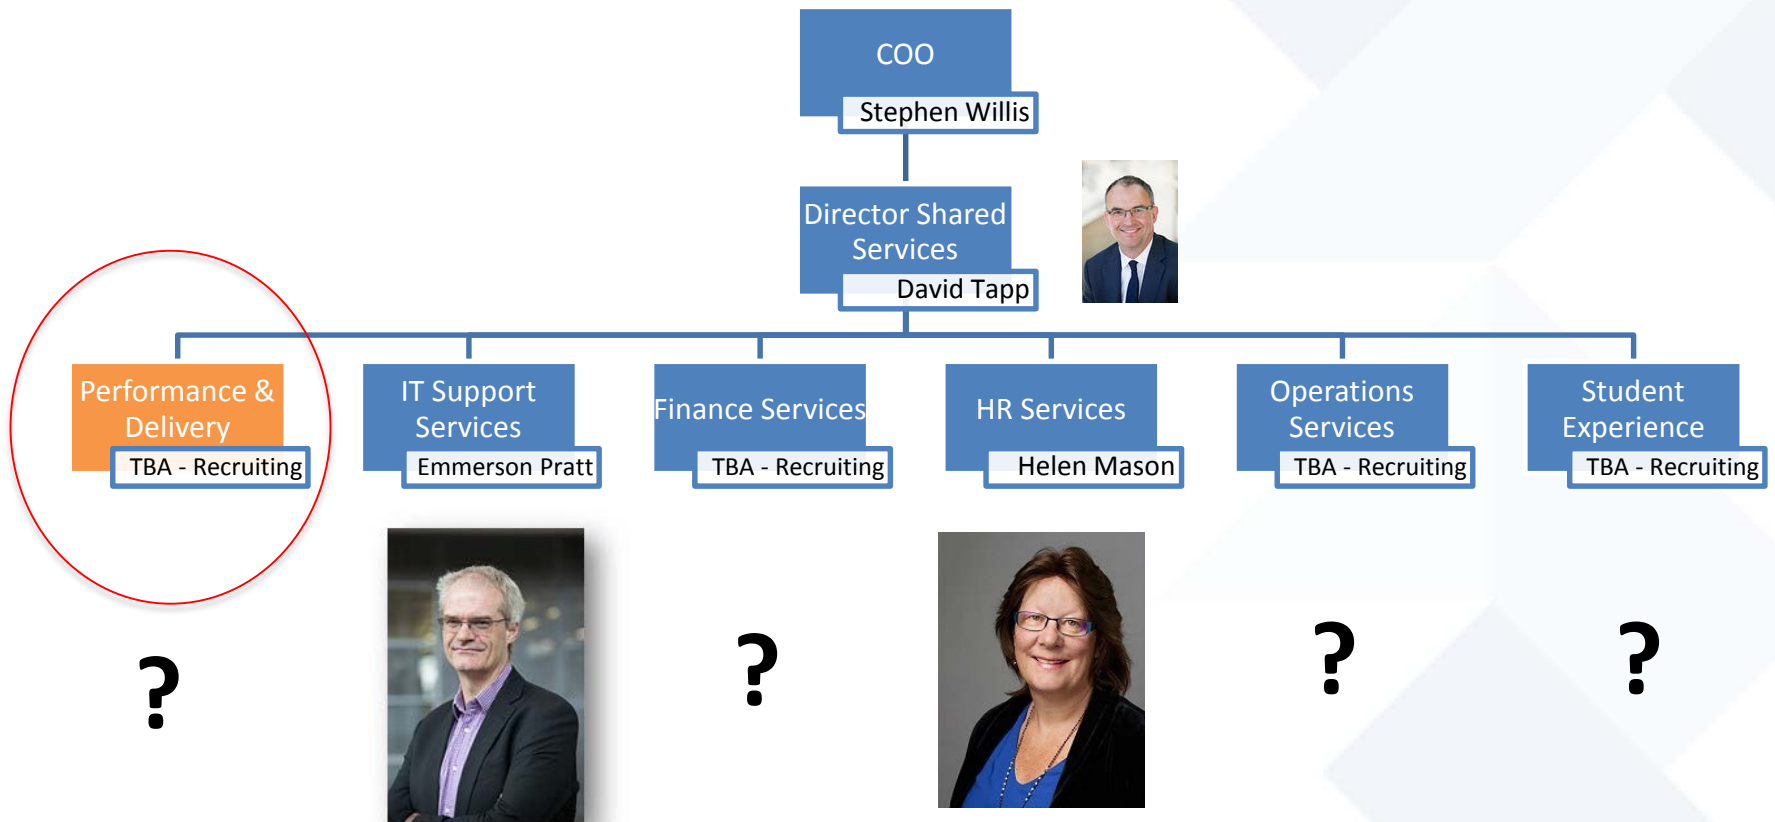 COO
Stephen Willis
Director Shared
Services
David Tapp
Performance &
Delivery
TBA - Recruiting
IT Support
Services
Emmerson Pratt
Finance Services
TBA - Recruiting
HR Services
Helen Mason
Operations
Services
TBA - Recruiting
Student
Experience
TBA - Recruiting
?
?
?
?